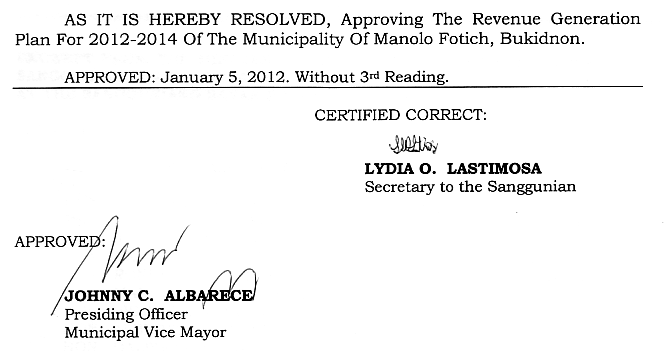 AS IT IS HEREBY RESOLVED, Approving The Revenue Generation
Plan For 2012-2014 Of The Municipality Of Manolo Fotich, Bukidnon.
APPROVED: January 5, 2012. Without 3rd Reading.
CERTIFIED CORRECT:
LYDIA O. LASTIMOSA
Secretary to the Sanggunian
APPROVED:
JOHNNY C. ALBARECE
Presiding Officer
Municipal Vice Mayor